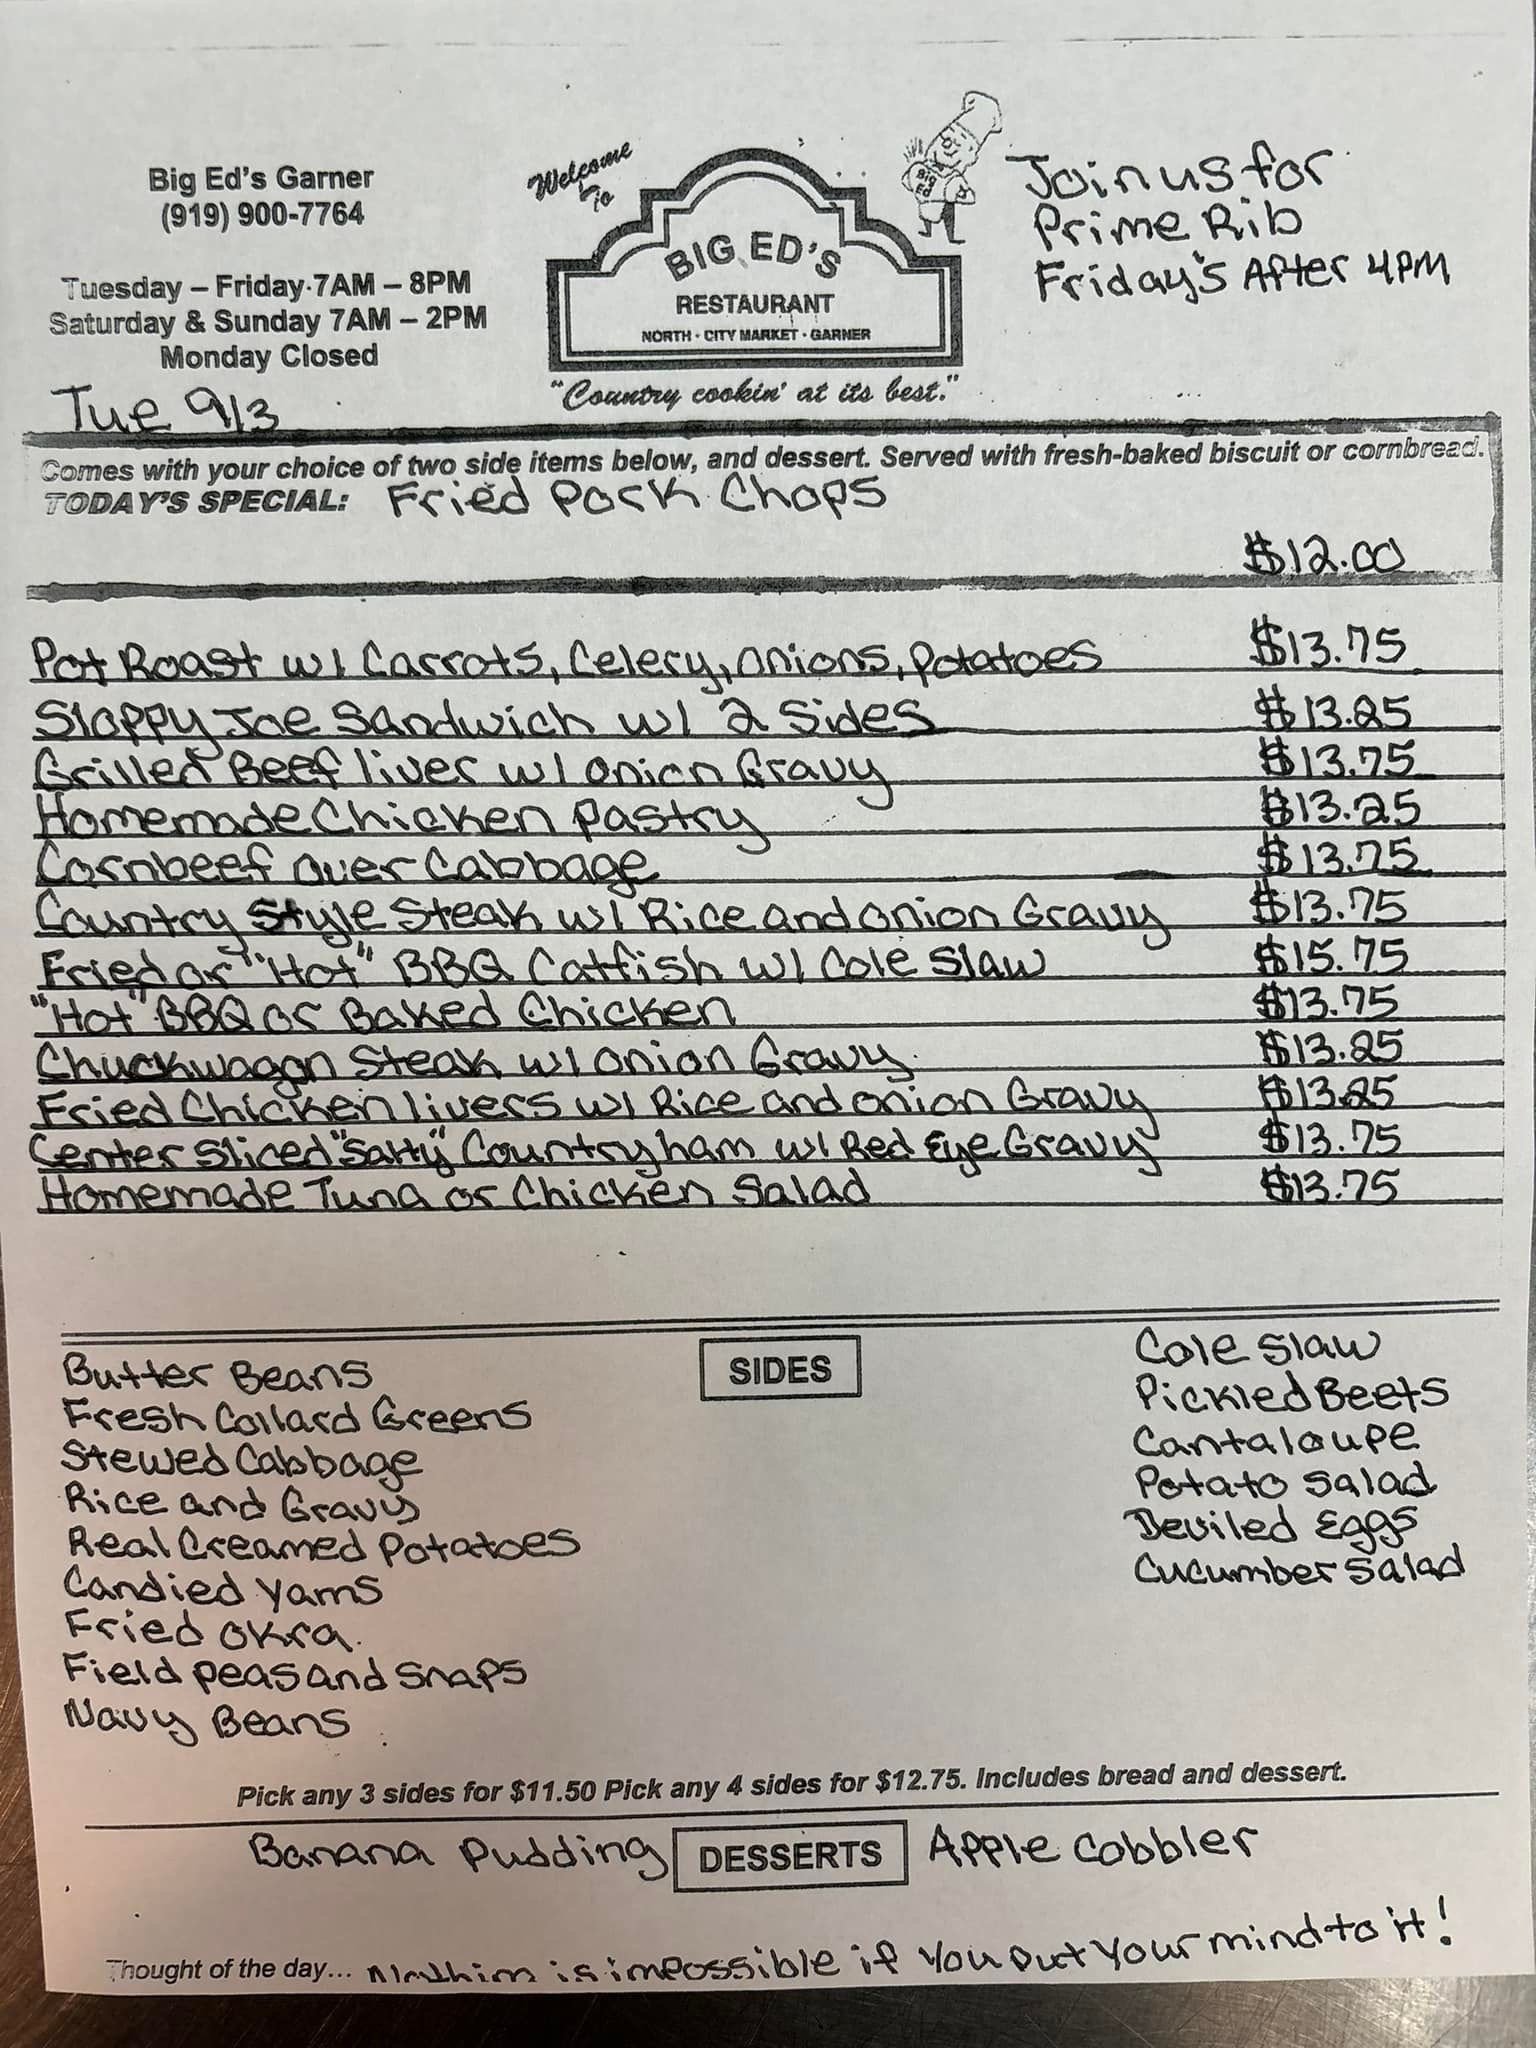 Big Ed's Garner
(919) 900-7764
Tuesday – Friday 7AM – 8PM
Saturday & Sunday 7AM – 2PM
Monday Closed
Tue 9/3
Welcome
To
Big Ed
BIG ED'S
RESTAURANT
NORTH · CITY MARKET · GARNER
"Country cookin' at its best."
Join us for
Prime Rib
Friday's After 4PM
Comes with your choice of two side items below, and dessert. Served with fresh-baked biscuit or cornbread.
TODAY'S SPECIAL: Fried Pork Chops
$12.00
Pot Roast w/ Carrots, Celery, Onions, Potatoes $13.75
Sloppy Joe Sandwich w/ 2 Sides $13.25
Grilled Beef liver w/ Onion Gravy $13.75
Homemade Chicken Pastry $13.25
Cornbeef over Cabbage $13.75
Country Style Steak w/ Rice and Onion Gravy $13.75
Fried or "Hot" BBQ Catfish w/ Cole Slaw $15.75
"Hot" BBQ or Baked Chicken $13.75
Chuckwagon Steak w/ Onion Gravy $13.25
Fried Chicken livers w/ Rice and Onion Gravy $13.25
Center Sliced "Salty" Country ham w/ Red Eye Gravy $13.75
Homemade Tuna or Chicken Salad $13.75
SIDES
Butter Beans
Fresh Collard Greens
Stewed Cabbage
Rice and Gravy
Real Creamed Potatoes
Candied Yams
Fried Okra
Field peas and snaps
Navy Beans
Cole Slaw
Pickled Beets
Cantaloupe
Potato Salad
Deviled Eggs
Cucumber Salad
Pick any 3 sides for $11.50 Pick any 4 sides for $12.75. Includes bread and dessert.
Banana Pudding DESSERTS Apple Cobbler
Thought of the day... Nothing is impossible if you put your mind to it!